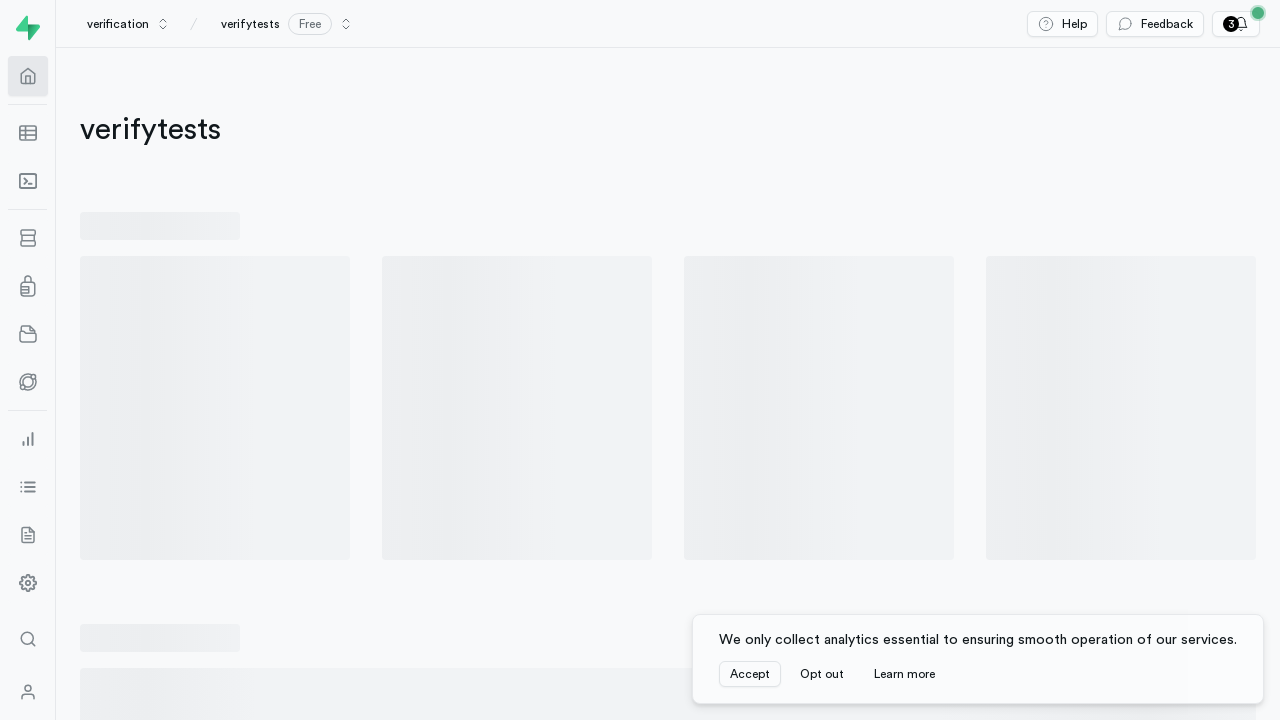 verification / verifytests Free Help Feedback 3
verifytests
We only collect analytics essential to ensuring smooth operation of our services.
Accept Opt out Learn more